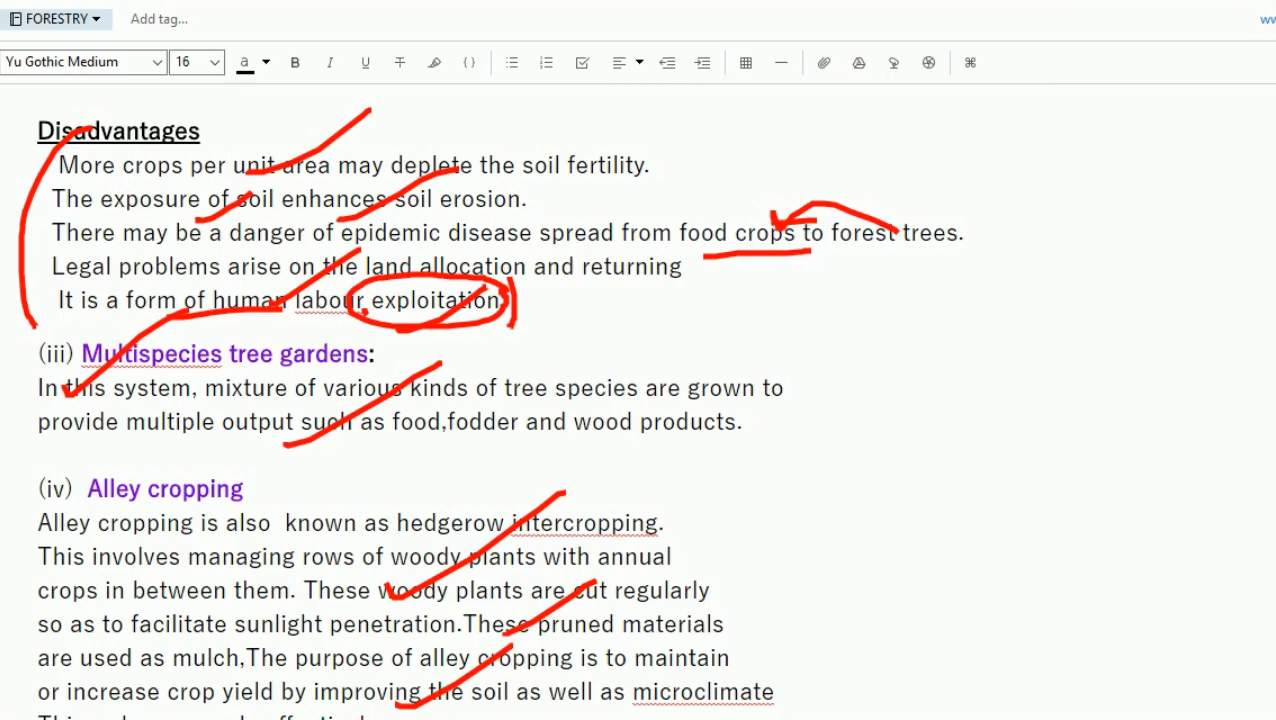 FORESTRY
Add tag...
Yu Gothic Medium
16
a
B
I
U
T
{}
Disadvantages
More crops per unit area may deplete the soil fertility.
The exposure of soil enhances soil erosion.
There may be a danger of epidemic disease spread from food crops to forest trees.
Legal problems arise on the land allocation and returning
It is a form of human labour exploitation
(iii) Multispecies tree gardens:
In this system, mixture of various kinds of tree species are grown to
provide multiple output such as food,fodder and wood products.
(iv) Alley cropping
Alley cropping is also known as hedgerow intercropping.
This involves managing rows of woody plants with annual
crops in between them. These woody plants are cut regularly
so as to facilitate sunlight penetration.These pruned materials
are used as mulch,The purpose of alley cropping is to maintain
or increase crop yield by improving the soil as well as microclimate